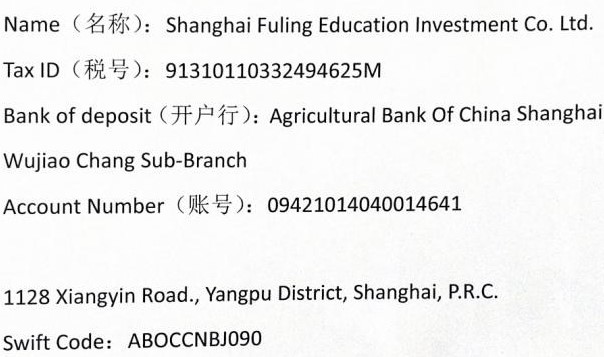 Name（名称）：Shanghai Fuling Education Investment Co. Ltd.
Tax ID（税号）：91310110332494625M
Bank of deposit（开户行）：Agricultural Bank Of China Shanghai
Wujiao Chang Sub-Branch
Account Number（账号）：09421014040014641
1128 Xiangyin Road., Yangpu District, Shanghai, P.R.C.
Swift Code：ABOCCNBJ090